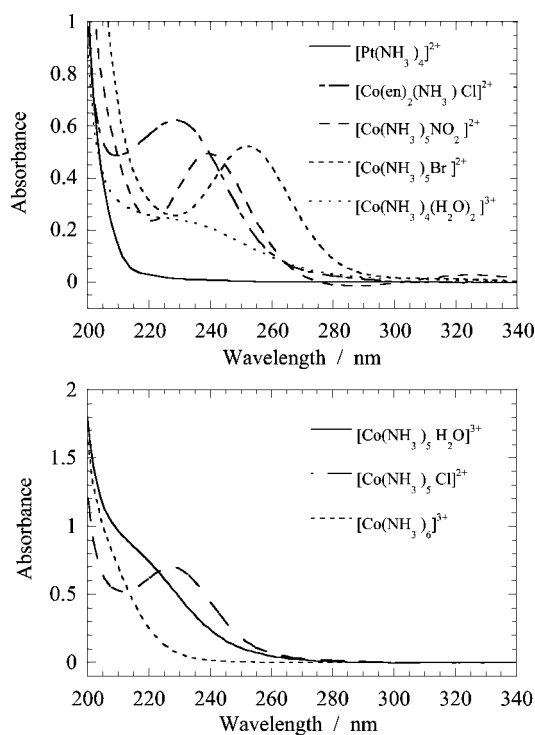 1
[Pt(NH₃)₄]²⁺
[Co(en)₂(NH₃) Cl]²⁺
0.8
[Co(NH₃)₅NO₂]²⁺
0.6
[Co(NH₃)₅Br]²⁺
0.4
[Co(NH₃)₄(H₂O)₂]³⁺
0.2
0
Absorbance
200 220 240 260 280 300 320 340
Wavelength / nm
2
[Co(NH₃)₅ H₂O]³⁺
1.5
[Co(NH₃)₅ Cl]²⁺
[Co(NH₃)₆]³⁺
1
0.5
0
Absorbance
200 220 240 260 280 300 320 340
Wavelength / nm